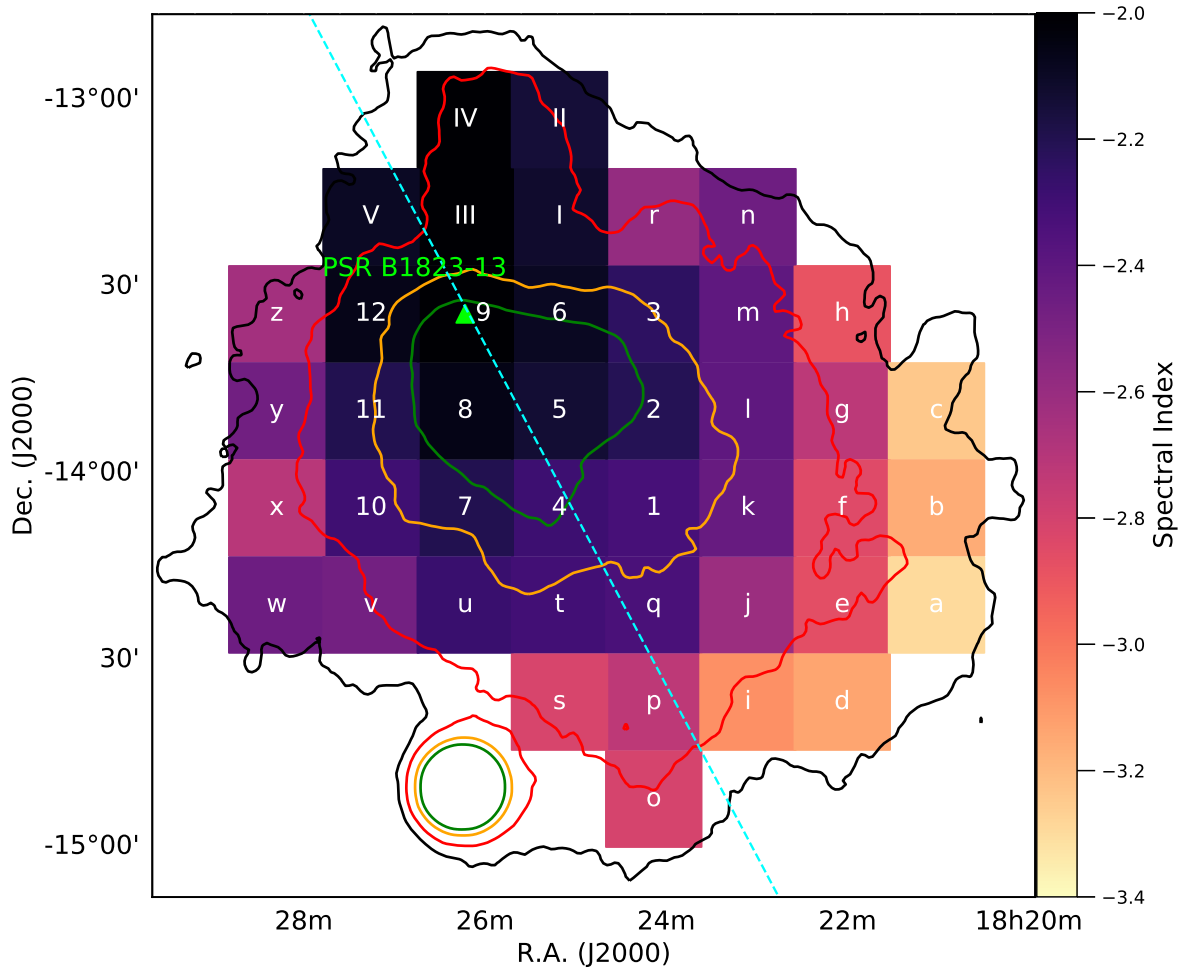 −2.0
-13°00'
IV II
−2.2
V III I r n
−2.4
PSR B1823-13
30'
z 12 9 6 3 m h
−2.6
y 11 8 5 2 l g c
-14°00'
x 10 7 4 1 k f b
−2.8
w v u t q j e a
−3.0
30'
s p i d
−3.2
o
-15°00'
−3.4
28m 26m 24m 22m 18h20m
R.A. (J2000)
Dec. (J2000)
Spectral Index